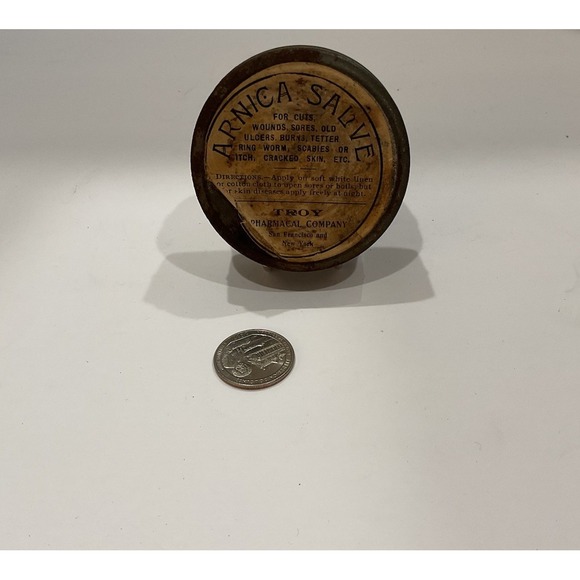 ARNICA SALVE
FOR CUTS
WOUNDS, SORES, OLD
ULCERS, BURNS, TETTER
RING WORM, SCABIES OR
ITCH, CRACKED SKIN, ETC.
DIRECTIONS.—Apply on soft white linen
or cotton cloth to open sores or boils, but
skin diseases apply freely at night.
TROY
PHARMACAL COMPANY
San Francisco and
New York